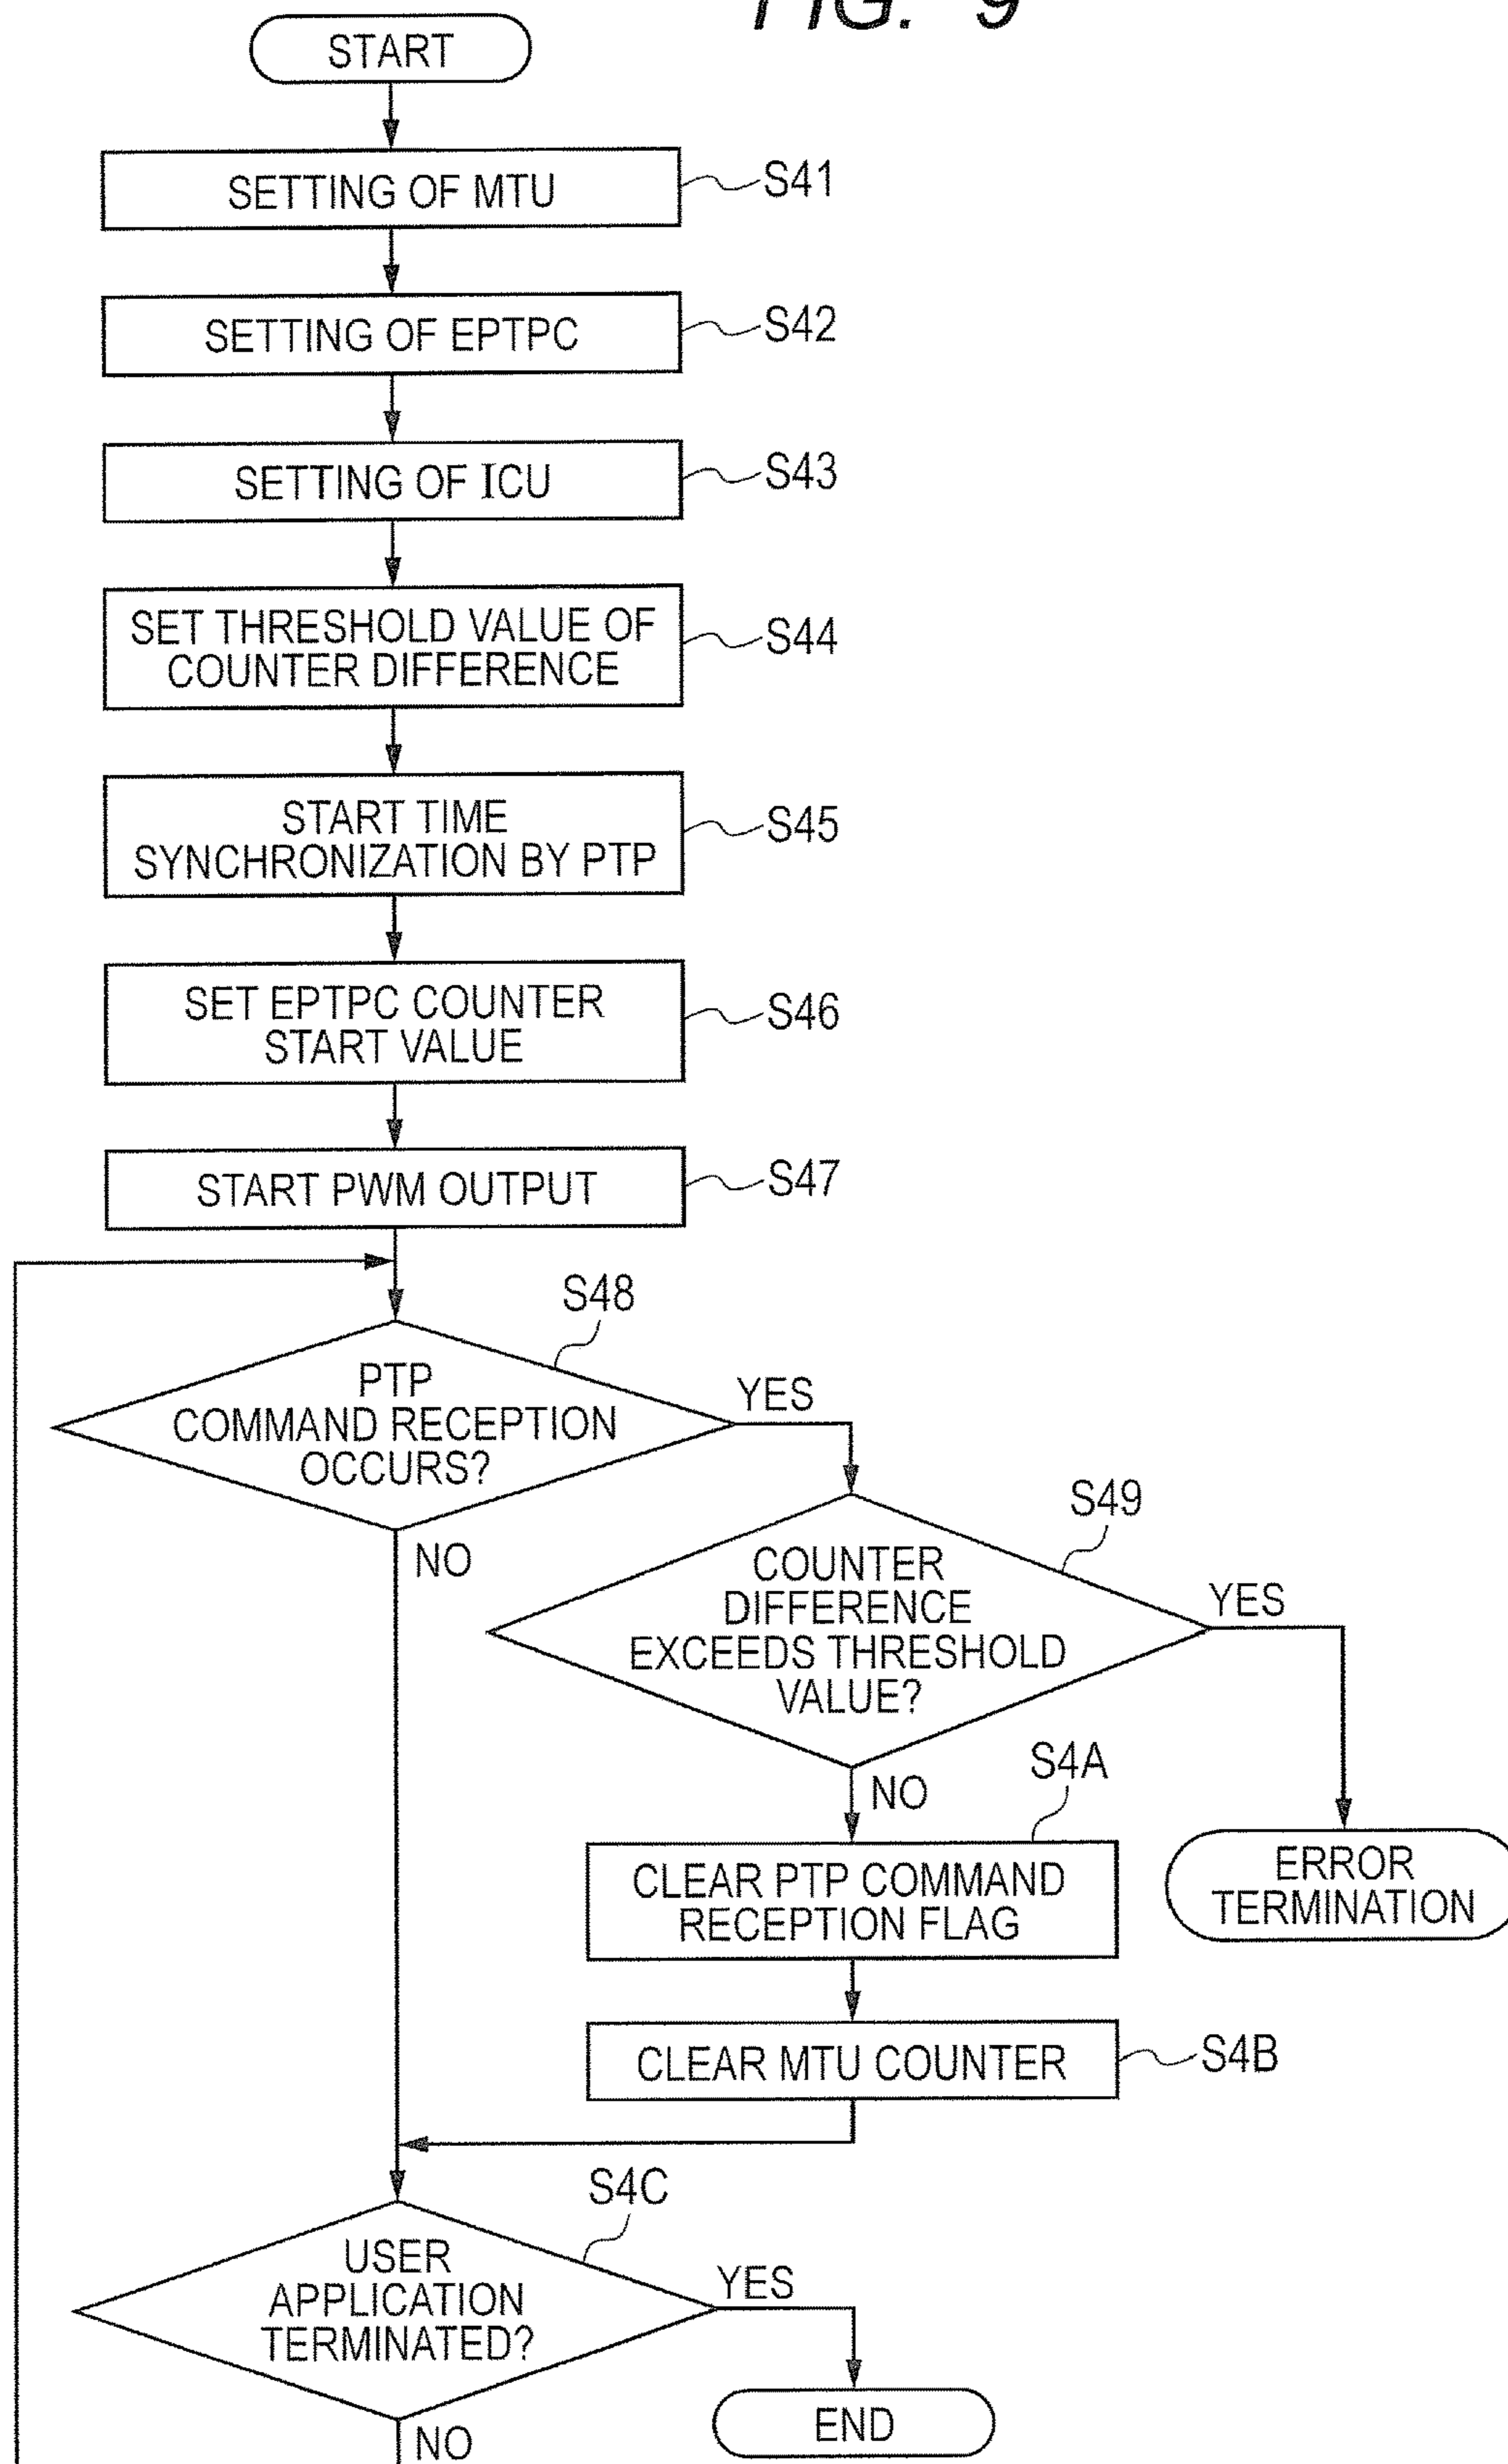 FIG. 9
START
SETTING OF MTU
S41
SETTING OF EPTPC
S42
SETTING OF ICU
S43
SET THRESHOLD VALUE OF
COUNTER DIFFERENCE
S44
START TIME
SYNCHRONIZATION BY PTP
S45
SET EPTPC COUNTER
START VALUE
S46
START PWM OUTPUT
S47
S48
PTP
COMMAND RECEPTION
OCCURS?
YES
NO
S49
COUNTER
DIFFERENCE
EXCEEDS THRESHOLD
VALUE?
YES
NO
S4A
CLEAR PTP COMMAND
RECEPTION FLAG
ERROR
TERMINATION
CLEAR MTU COUNTER
S4B
S4C
USER
APPLICATION
TERMINATED?
YES
END
NO